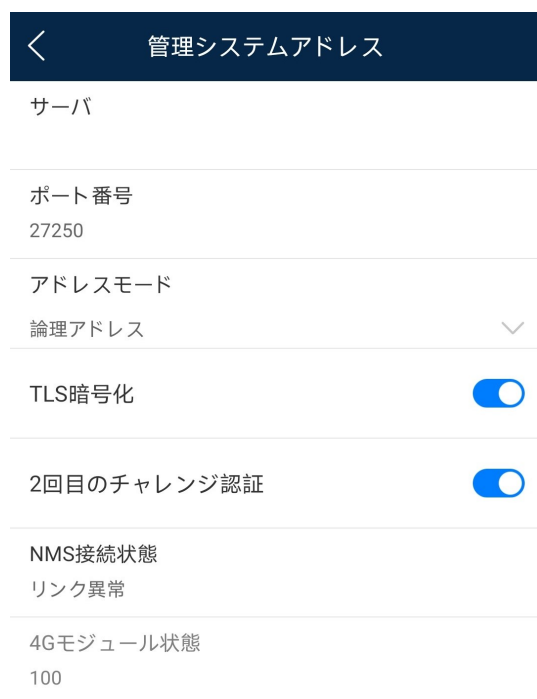 管理システムアドレス
サーバ
ポート番号
27250
アドレスモード
論理アドレス
TLS暗号化
2回目のチャレンジ認証
NMS接続状態
リンク異常
4Gモジュール状態
100